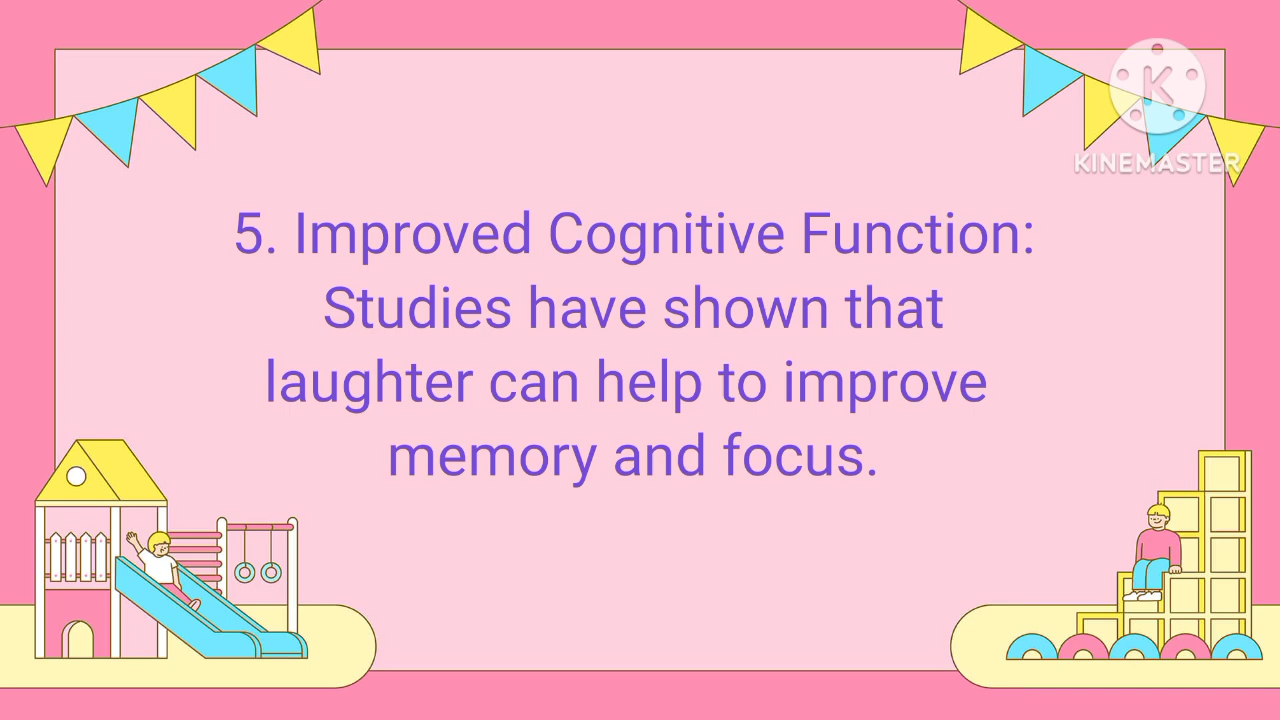 K
KINEMASTER
5. Improved Cognitive Function:
Studies have shown that
laughter can help to improve
memory and focus.